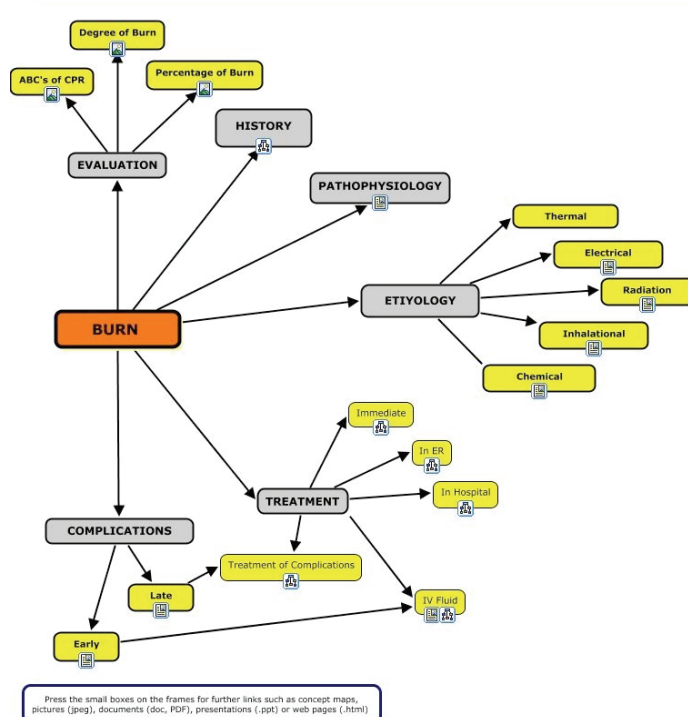 Degree of Burn
ABC's of CPR
Percentage of Burn
HISTORY
EVALUATION
PATHOPHYSIOLOGY
Thermal
Electrical
Radiation
ETIYOLOGY
BURN
Inhalational
Chemical
Immediate
In ER
In Hospital
TREATMENT
COMPLICATIONS
Treatment of Complications
Late
IV Fluid
Early
Press the small boxes on the frames for further links such as concept maps,
pictures (jpeg), documents (doc, PDF), presentations (.ppt) or web pages (.html)